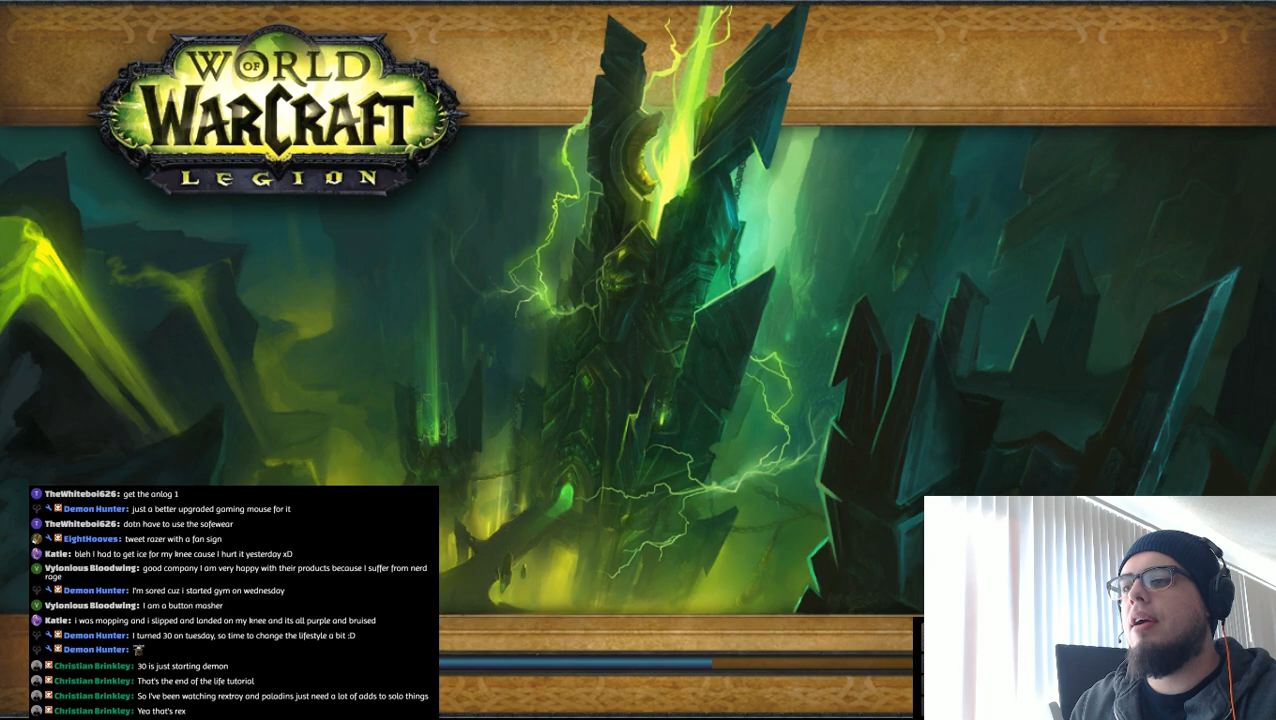 WORLD
OF
WARCRAFT
LEGION
TheWhiteboi626: get the anlog 1
Demon Hunter: just a better upgraded gaming mouse for it
TheWhiteboi626: dotn have to use the sofewear
EightHooves: tweet razer with a fan sign
Katie: bleh I had to get ice for my knee cause I hurt it yesterday xD
Vylonious Bloodwing: good company I am very happy with their products because I suffer from nerd
rage
Demon Hunter: I'm sored cuz i started gym on wednesday
Vylonious Bloodwing: I am a button masher
Katie: i was mopping and i slipped and landed on my knee and its all purple and bruised
Demon Hunter: I turned 30 on tuesday, so time to change the lifestyle a bit :D
Demon Hunter:
Christian Brinkley: 30 is just starting demon
Christian Brinkley: That's the end of the life tutorial
Christian Brinkley: So I've been watching rextroy and paladins just need a lot of adds to solo things
Christian Brinkley: Yea that's rex